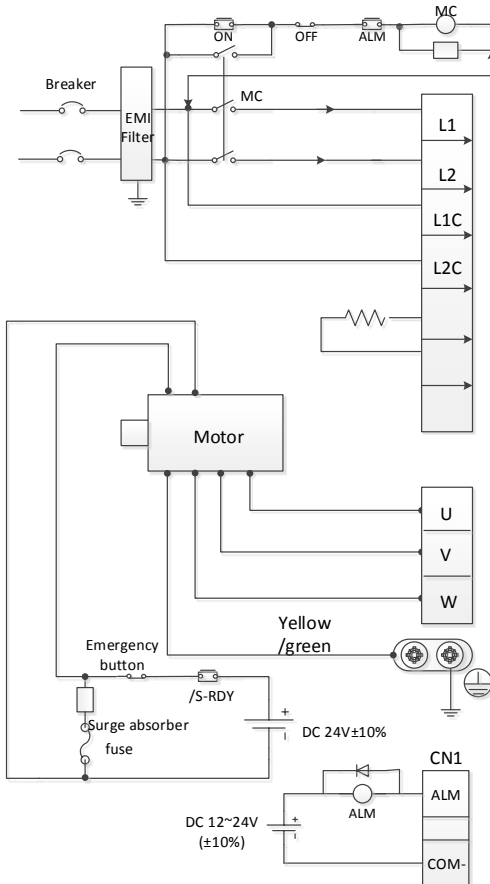 MC
ON
OFF
ALM
Breaker
MC
EMI
Filter
L1
L2
L1C
L2C
Motor
U
V
W
Yellow
/green
Emergency
button
/S-RDY
+
-
Surge absorber
fuse
DC 24V±10%
CN1
ALM
ALM
DC 12~24V
(±10%)
+
-
COM-